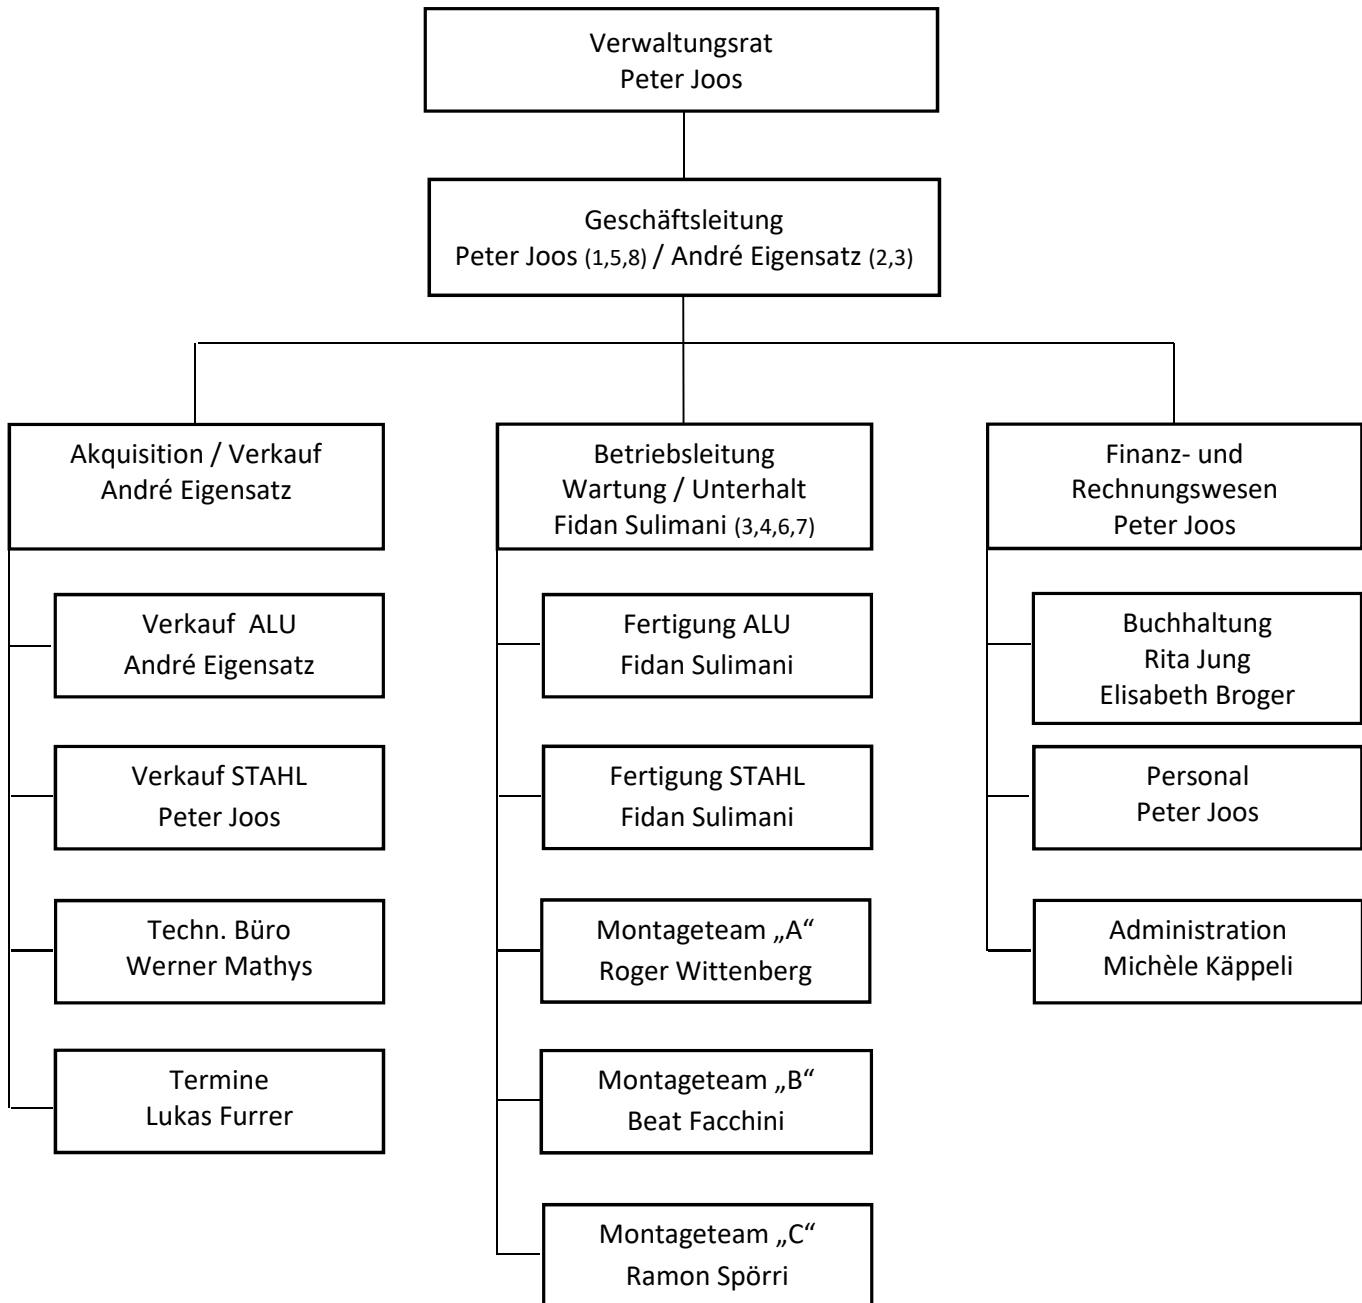 Verwaltungsrat
Peter Joos
Geschäftsleitung
Peter Joos (1,5,8) / André Eigensatz (2,3)
Akquisition / Verkauf
André Eigensatz
Verkauf  ALU
André Eigensatz
Verkauf STAHL
Peter Joos
Techn. Büro
Werner Mathys
Termine
Lukas Furrer
Betriebsleitung
Wartung / Unterhalt
Fidan Sulimani (3,4,6,7)
Fertigung ALU
Fidan Sulimani
Fertigung STAHL
Fidan Sulimani
Montageteam „A“
Roger Wittenberg
Montageteam „B“
Beat Facchini
Montageteam „C“
Ramon Spörri
Finanz- und
Rechnungswesen
Peter Joos
Buchhaltung
Rita Jung
Elisabeth Broger
Personal
Peter Joos
Administration
Michèle Käppeli